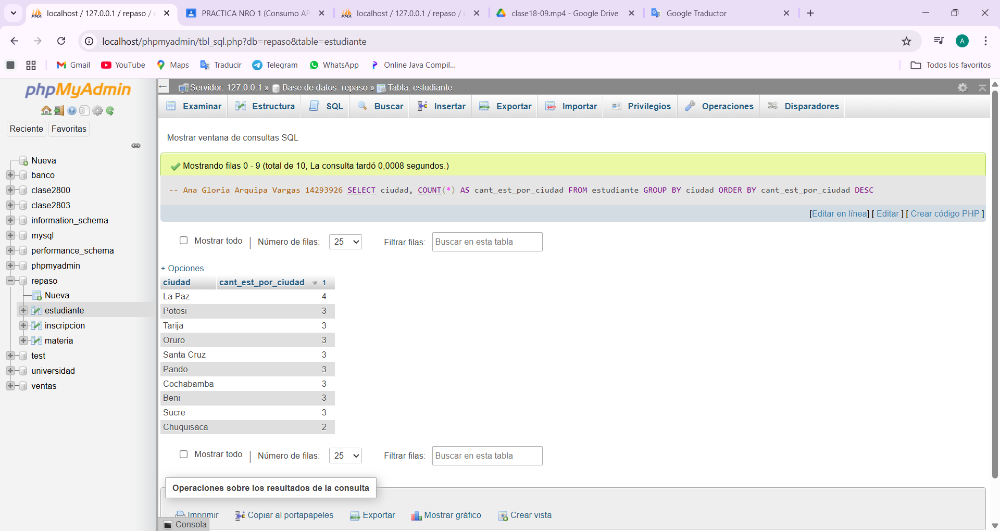 localhost / 127.0.0.1 / repaso / e
PRACTICA NRO 1 (Consumo AP
localhost / 127.0.0.1 / repaso / e
clase18-09.mp4 - Google Drive
Google Traductor
localhost/phpmyadmin/tbl_sql.php?db=repaso&table=estudiante
A
Gmail
YouTube
Maps
Traducir
Telegram
WhatsApp
Online Java Compil...
Todos los favoritos
phpMyAdmin
Reciente
Favoritas
Nueva
banco
clase2800
clase2803
information_schema
mysql
performance_schema
phpmyadmin
repaso
Nueva
estudiante
inscripcion
materia
test
universidad
ventas
Servidor: 127.0.0.1 » Base de datos: repaso » Tabla: estudiante
Examinar
Estructura
SQL
Buscar
Insertar
Exportar
Importar
Privilegios
Operaciones
Disparadores
Mostrar ventana de consultas SQL
Mostrando filas 0 - 9 (total de 10, La consulta tardó 0,0008 segundos.)
-- Ana Gloria Arquipa Vargas 14293926 SELECT ciudad, COUNT(*) AS cant_est_por_ciudad FROM estudiante GROUP BY ciudad ORDER BY cant_est_por_ciudad DESC
[Editar en línea] [ Editar ] [ Crear código PHP ]
Mostrar todo | Número de filas: 25 Filtrar filas: Buscar en esta tabla
+ Opciones
ciudad cant_est_por_ciudad 1
La Paz 4
Potosi 3
Tarija 3
Oruro 3
Santa Cruz 3
Pando 3
Cochabamba 3
Beni 3
Sucre 3
Chuquisaca 2
Mostrar todo | Número de filas: 25 Filtrar filas: Buscar en esta tabla
Operaciones sobre los resultados de la consulta
Imprimir
Copiar al portapapeles
Exportar
Mostrar gráfico
Crear vista
Consola